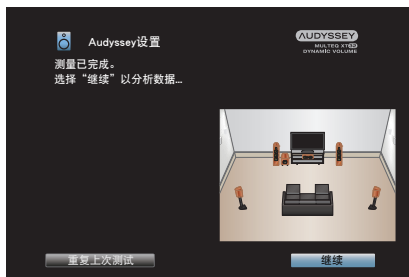 Audyssey设置
AUDYSSEY
MULTEQ XT32
DYNAMIC VOLUME
测量已完成。
选择“继续”以分析数据...
重复上次测试
继续